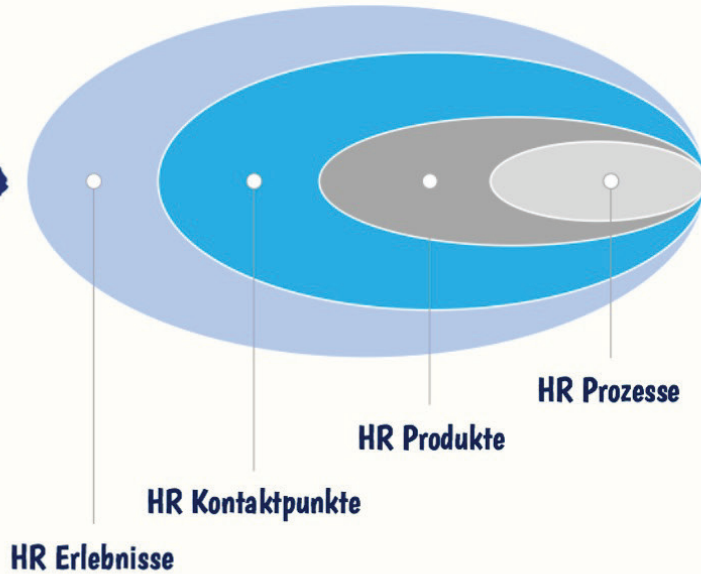 HR Prozesse
HR Produkte
HR Kontaktpunkte
HR Erlebnisse